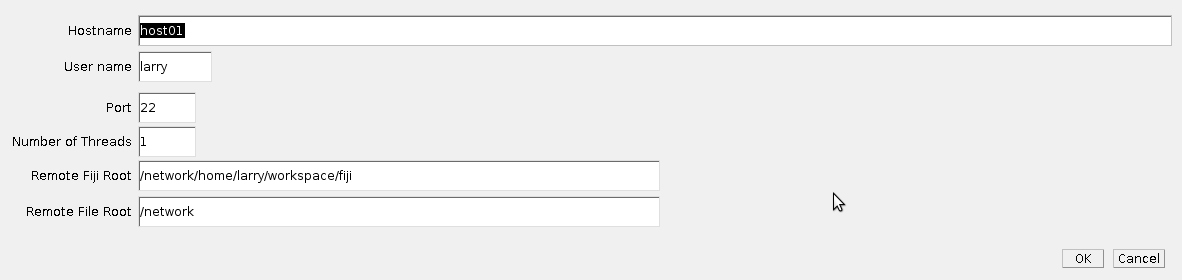 Hostname host01
User name larry
Port 22
Number of Threads 1
Remote Fiji Root /network/home/larry/workspace/fiji
Remote File Root /network
OK Cancel